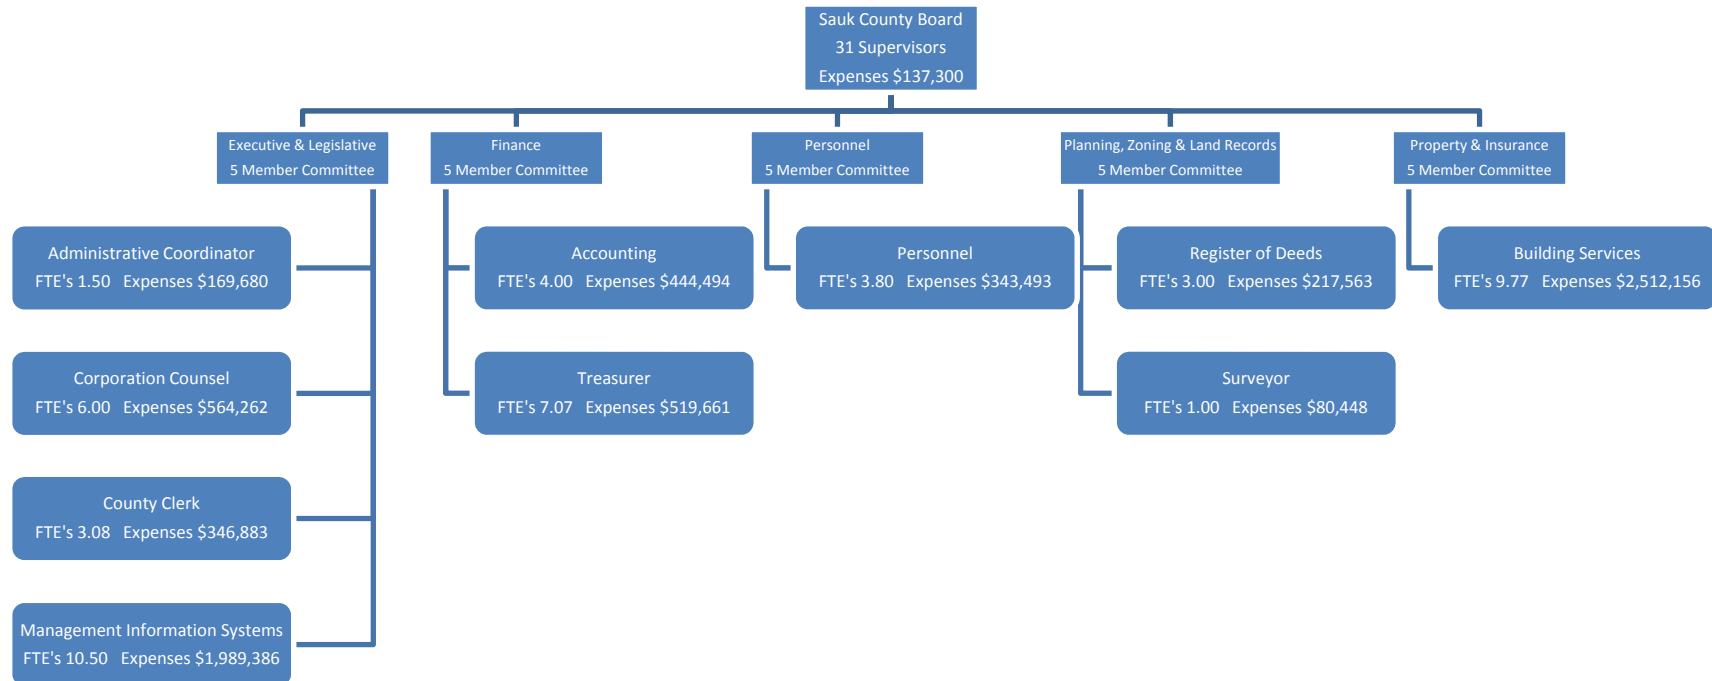 Sauk County Board
31 Supervisors
Expenses $137,300
Executive & Legislative
5 Member Committee
Finance
5 Member Committee
Personnel
5 Member Committee
Planning, Zoning & Land Records
5 Member Committee
Property & Insurance
5 Member Committee
Administrative Coordinator
FTE's 1.50 Expenses $169,680
Accounting
FTE's 4.00 Expenses $444,494
Personnel
FTE's 3.80 Expenses $343,493
Register of Deeds
FTE's 3.00 Expenses $217,563
Building Services
FTE's 9.77 Expenses $2,512,156
Corporation Counsel
FTE's 6.00 Expenses $564,262
Treasurer
FTE's 7.07 Expenses $519,661
Surveyor
FTE's 1.00 Expenses $80,448
County Clerk
FTE's 3.08 Expenses $346,883
Management Information Systems
FTE's 10.50 Expenses $1,989,386